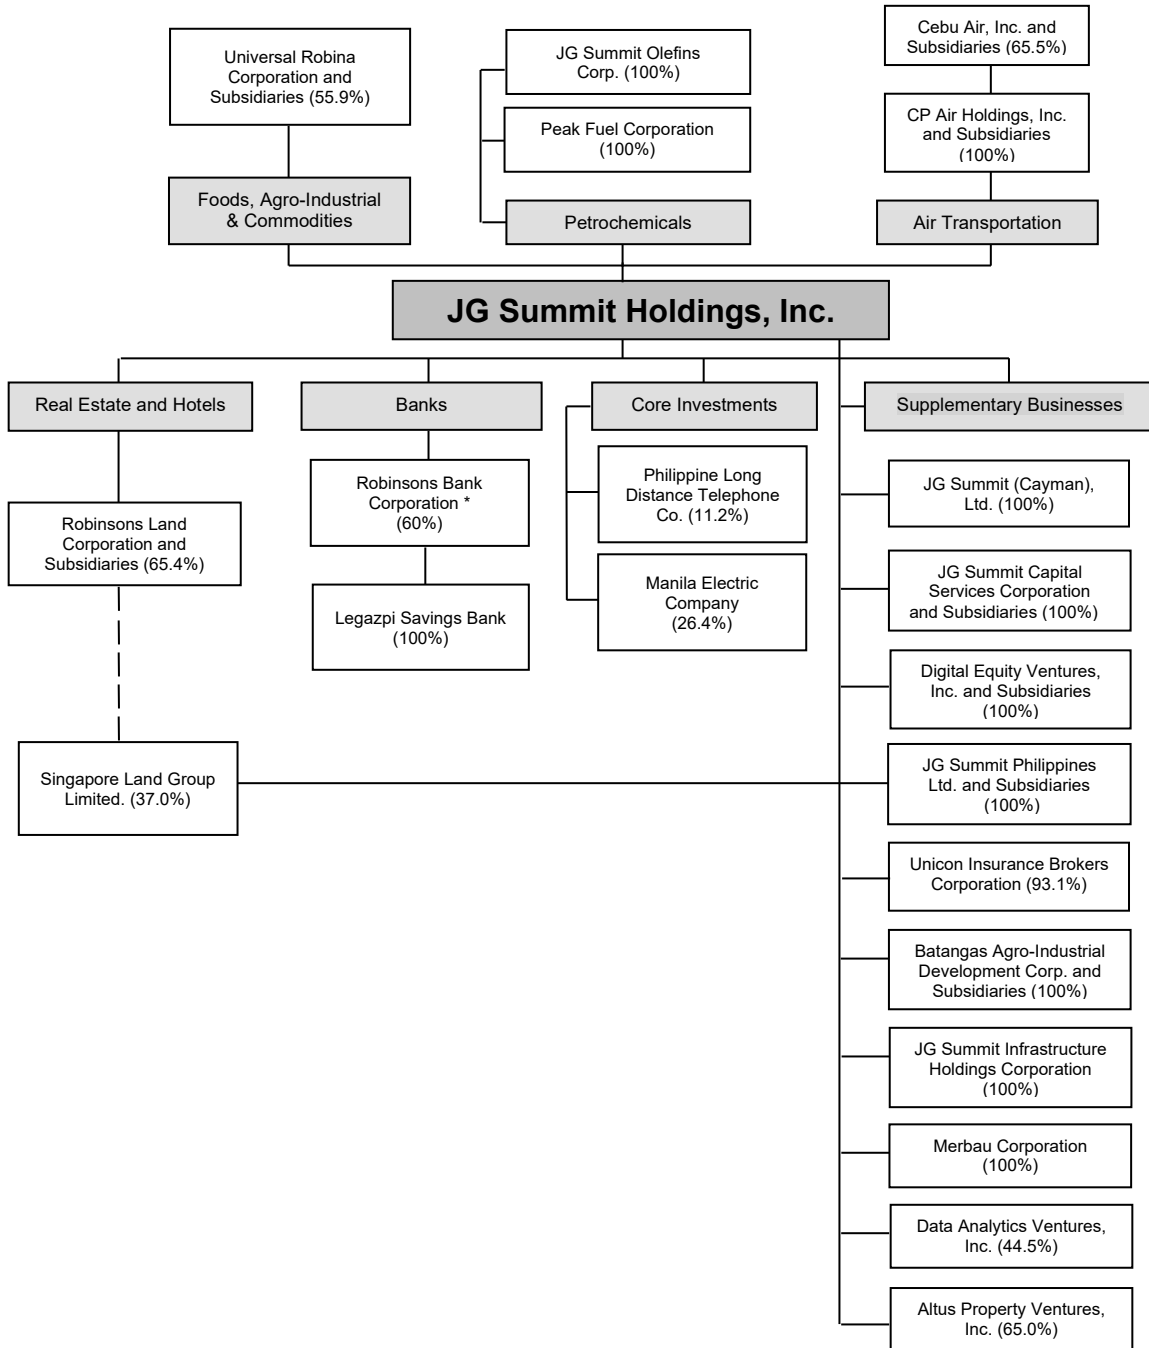 Universal Robina
Corporation and
Subsidiaries (55.9%)
JG Summit Olefins
Corp. (100%)
Peak Fuel Corporation
(100%)
Cebu Air, Inc. and
Subsidiaries (65.5%)
CP Air Holdings, Inc.
and Subsidiaries
(100%)
Foods, Agro-Industrial
& Commodities
Petrochemicals
Air Transportation
JG Summit Holdings, Inc.
Real Estate and Hotels
Banks
Core Investments
Supplementary Businesses
Robinsons Land
Corporation and
Subsidiaries (65.4%)
Singapore Land Group
Limited. (37.0%)
Robinsons Bank
Corporation *
(60%)
Legazpi Savings Bank
(100%)
Philippine Long
Distance Telephone
Co. (11.2%)
Manila Electric
Company
(26.4%)
JG Summit (Cayman),
Ltd. (100%)
JG Summit Capital
Services Corporation
and Subsidiaries (100%)
Digital Equity Ventures,
Inc. and Subsidiaries
(100%)
JG Summit Philippines
Ltd. and Subsidiaries
(100%)
Unicon Insurance Brokers
Corporation (93.1%)
Batangas Agro-Industrial
Development Corp. and
Subsidiaries (100%)
JG Summit Infrastructure
Holdings Corporation
(100%)
Merbau Corporation
(100%)
Data Analytics Ventures,
Inc. (44.5%)
Altus Property Ventures,
Inc. (65.0%)